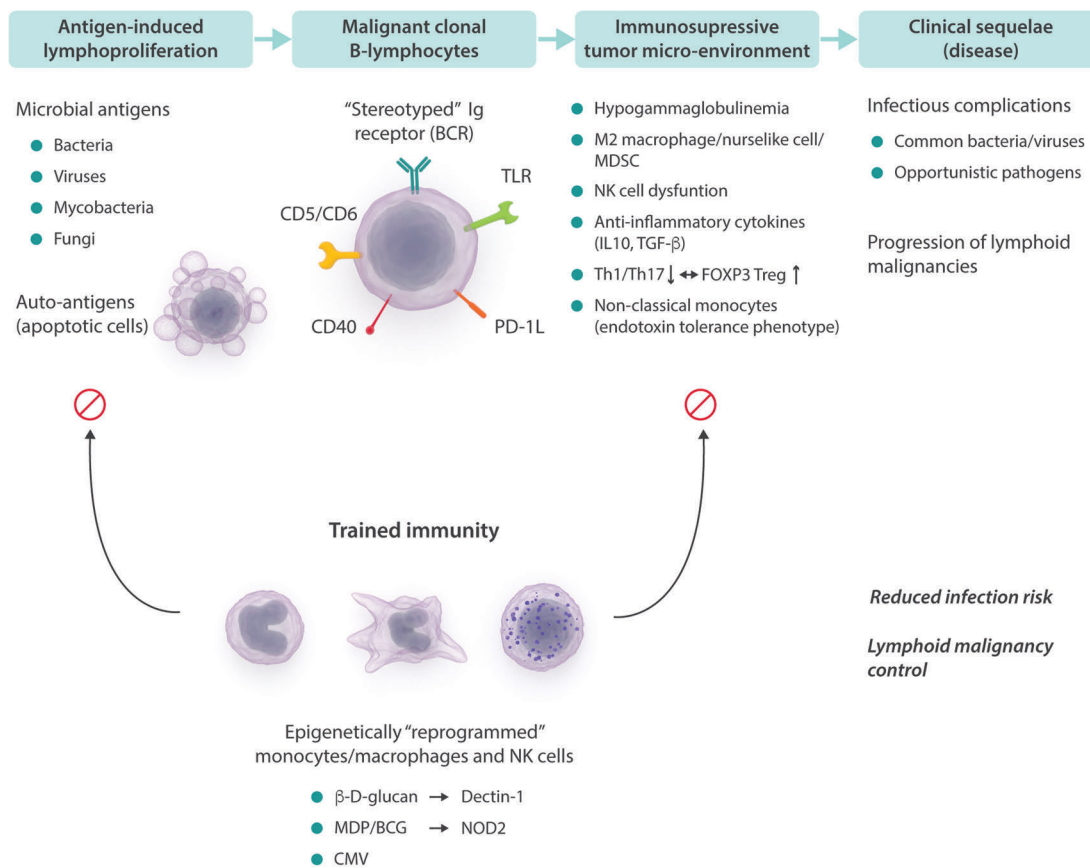 Antigen-induced
lymphoproliferation
Malignant clonal
B-lymphocytes
Immunosupressive
tumor micro-environment
Clinical sequelae
(disease)
Microbial antigens
Bacteria
Viruses
Mycobacteria
Fungi
Auto-antigens
(apoptotic cells)
"Stereotyped" Ig
receptor (BCR)
TLR
CD5/CD6
CD40
PD-1L
Hypogammaglobulinemia
M2 macrophage/nurselike cell/
MDSC
NK cell dysfuntion
Anti-inflammatory cytokines
(IL10, TGF-β)
Th1/Th17 ↓ ↔ FOXP3 Treg ↑
Non-classical monocytes
(endotoxin tolerance phenotype)
Infectious complications
Common bacteria/viruses
Opportunistic pathogens
Progression of lymphoid
malignancies
Trained immunity
Reduced infection risk
Lymphoid malignancy
control
Epigenetically "reprogrammed"
monocytes/macrophages and NK cells
β-D-glucan → Dectin-1
MDP/BCG → NOD2
CMV